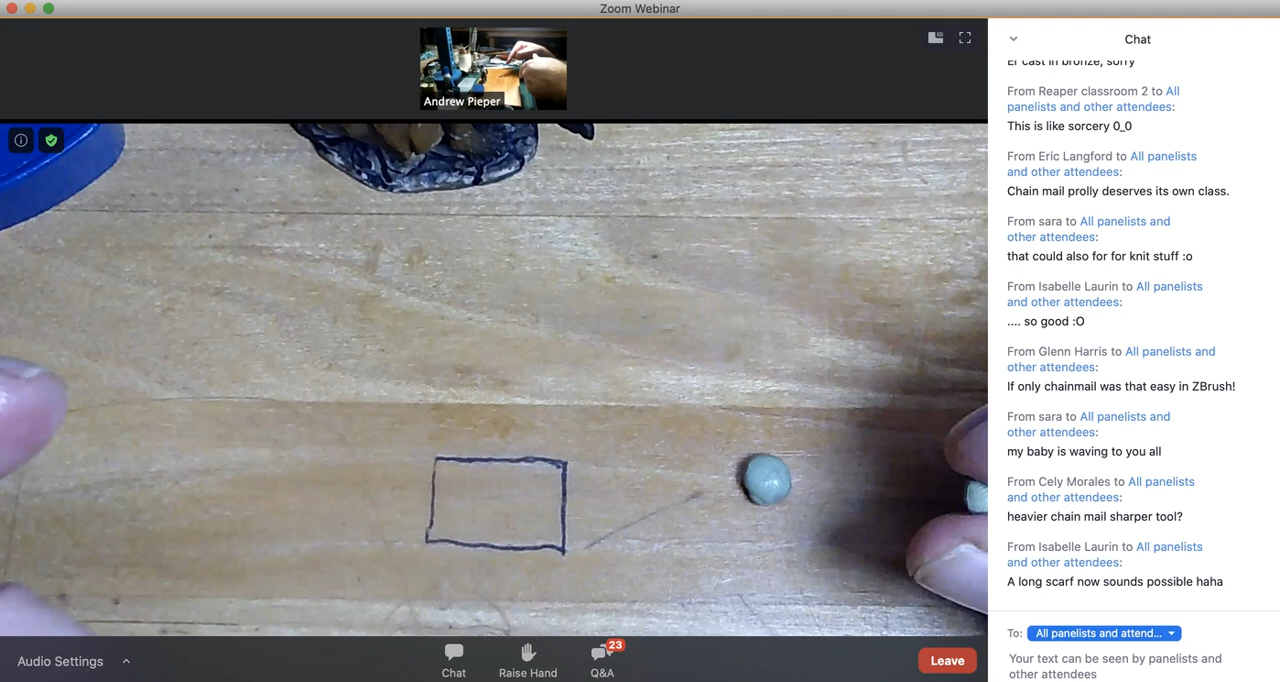 Zoom Webinar
Andrew Pieper
Chat
Er cast in bronze, sorry
From Reaper classroom 2 to All
panelists and other attendees:
This is like sorcery 0_0
From Eric Langford to All panelists
and other attendees:
Chain mail prolly deserves its own class.
From sara to All panelists and
other attendees:
that could also for for knit stuff :o
From Isabelle Laurin to All panelists
and other attendees:
.... so good :O
From Glenn Harris to All panelists and
other attendees:
If only chainmail was that easy in ZBrush!
From sara to All panelists and
other attendees:
my baby is waving to you all
From Cely Morales to All panelists
and other attendees:
heavier chain mail sharper tool?
From Isabelle Laurin to All panelists
and other attendees:
A long scarf now sounds possible haha
To: All panelists and attend...
Your text can be seen by panelists and
other attendees
Audio Settings
Chat
Raise Hand
23
Q&A
Leave